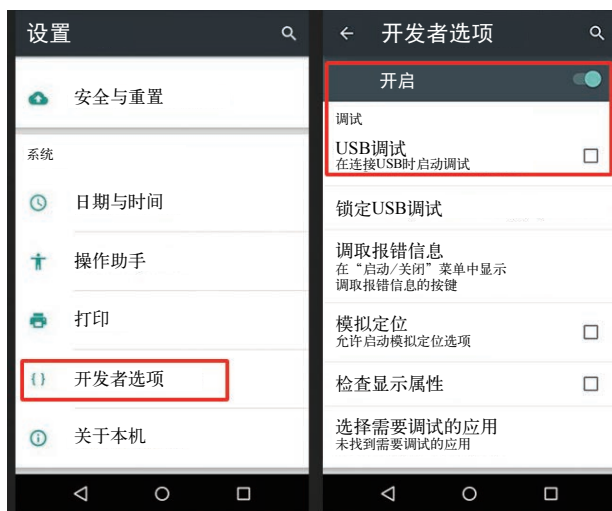 设置
安全与重置
系统
日期与时间
操作助手
打印
{ } 开发者选项
关于本机
开发者选项
开启
调试
USB调试
在连接USB时启动调试
锁定USB调试
调取报错信息
在“启动/关闭”菜单中显示
调取报错信息的按键
模拟定位
允许启动模拟定位选项
检查显示属性
选择需要调试的应用
未找到需要调试的应用